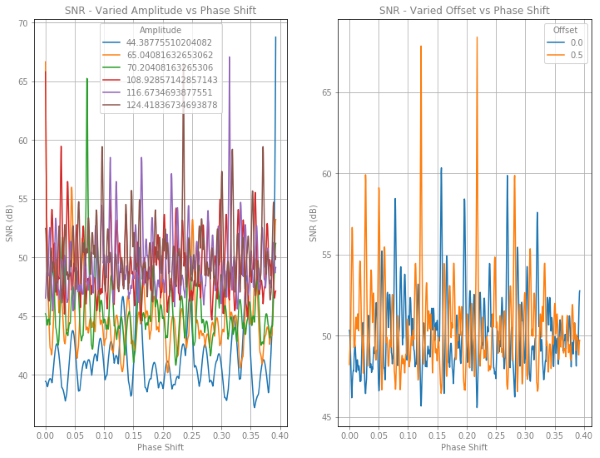 SNR - Varied Amplitude vs Phase Shift
SNR (dB)
70
65
60
55
50
45
40
Amplitude
44.38775510204082
65.04081632653062
70.20408163265306
108.92857142857143
116.6734693877551
124.41836734693878
0.00 0.05 0.10 0.15 0.20 0.25 0.30 0.35 0.40
Phase Shift
SNR - Varied Offset vs Phase Shift
SNR (dB)
65
60
55
50
45
Offset
0.0
0.5
0.00 0.05 0.10 0.15 0.20 0.25 0.30 0.35 0.40
Phase Shift